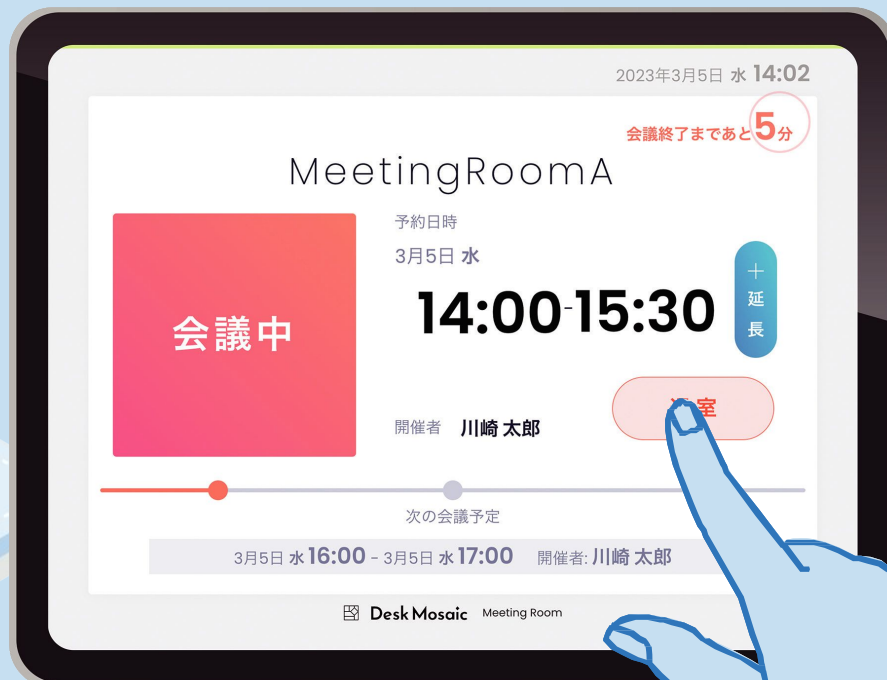 2023年3月5日 水 14:02
会議終了まであと5分
MeetingRoomA
予約日時
3月5日 水
14:00-15:30
+延長
会議中
室
開催者 川崎 太郎
次の会議予定
3月5日 水 16:00 - 3月5日 水 17:00 開催者: 川崎 太郎
Desk Mosaic Meeting Room